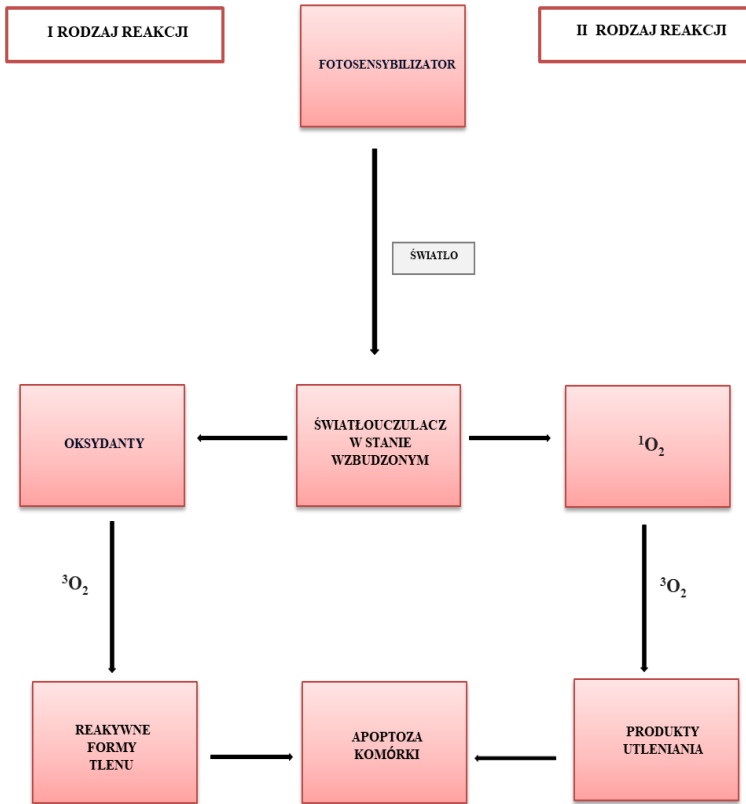 I RODZAJ REAKCJI
FOTOSENSYBILIZATOR
II RODZAJ REAKCJI
ŚWIATLO
OKSYDANTY
ŚWIATŁOUCZULACZ
W STANIE
WZBUDZONYM
¹O₂
³O₂
³O₂
REAKYWNE
FORMY
TLENU
APOPTOZA
KOMÓRKI
PRODUKTY
UTLENIANIA